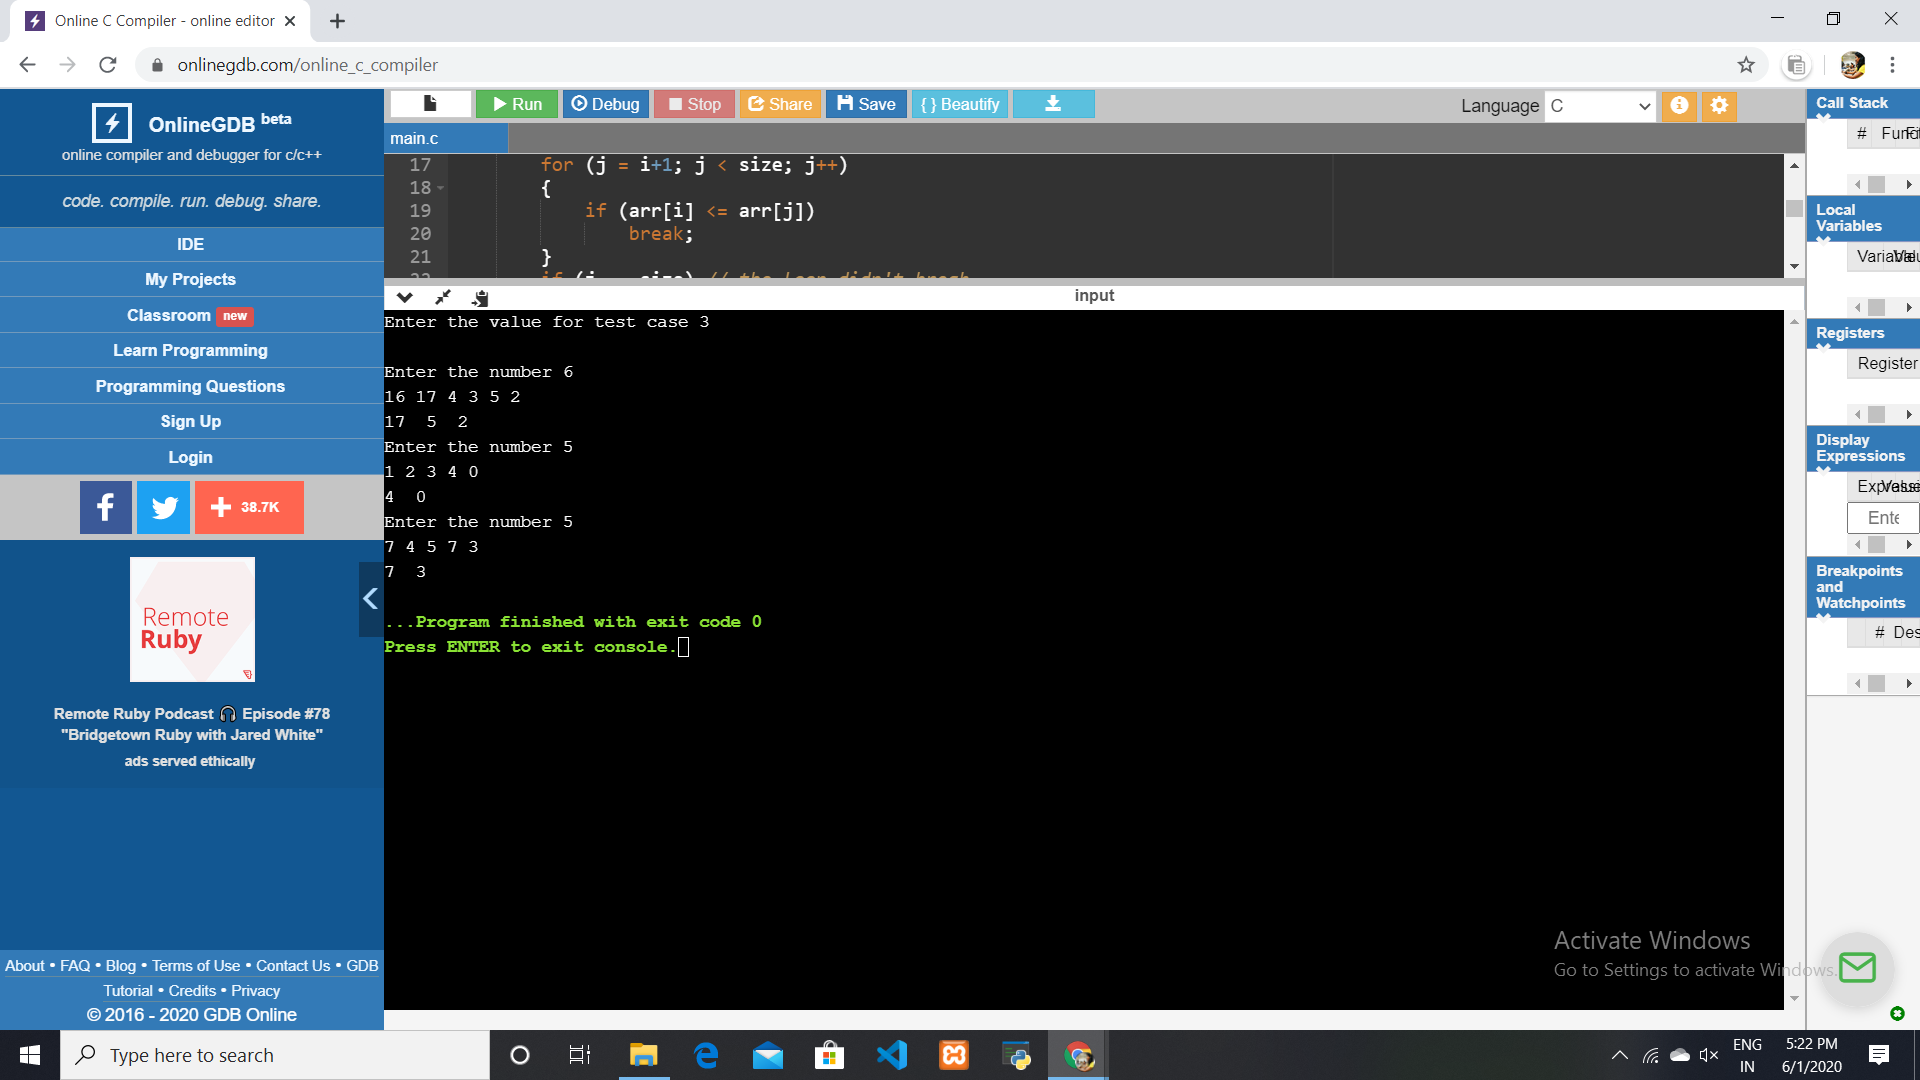 Online C Compiler - online editor
onlinegdb.com/online_c_compiler
OnlineGDB beta
online compiler and debugger for c/c++
code. compile. run. debug. share.
IDE
My Projects
Classroom new
Learn Programming
Programming Questions
Sign Up
Login
38.7K
Remote
Ruby
Remote Ruby Podcast 🎧 Episode #78
"Bridgetown Ruby with Jared White"
ads served ethically
About • FAQ • Blog • Terms of Use • Contact Us • GDB
Tutorial • Credits • Privacy
© 2016 - 2020 GDB Online
Run Debug Stop Share Save { } Beautify
Language C
main.c
17 for (j = i+1; j < size; j++)
18 {
19 if (arr[i] <= arr[j])
20 break;
21 }
input
Enter the value for test case 3
Enter the number 6
16 17 4 3 5 2
17 5 2
Enter the number 5
1 2 3 4 0
4 0
Enter the number 5
7 4 5 7 3
7 3
...Program finished with exit code 0
Press ENTER to exit console.
Call Stack
# Funct
Local
Variables
Variable
Registers
Register
Display
Expressions
Ente
Breakpoints
and
Watchpoints
# Des
Activate Windows
Go to Settings to activate Windows.
Type here to search
ENG
IN
5:22 PM
6/1/2020